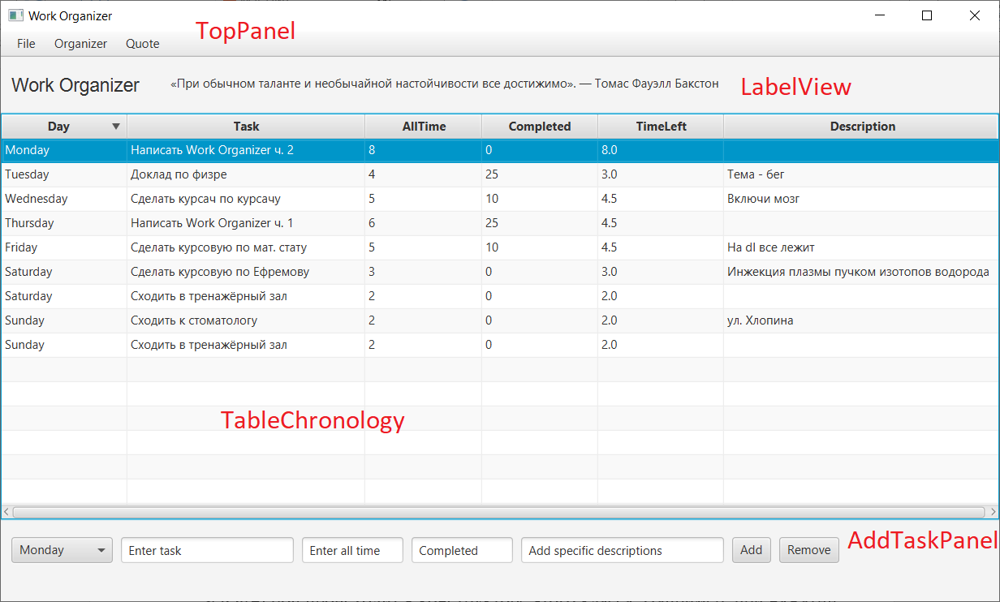 Work Organizer
File Organizer Quote TopPanel
Work Organizer «При обычном таланте и необычайной настойчивости все достижимо». — Томас Фауэлл Бакстон LabelView
Day Task AllTime Completed TimeLeft Description
Monday Написать Work Organizer ч. 2 8 0 8.0
Tuesday Доклад по физре 4 25 3.0 Тема - бег
Wednesday Сделать курсач по курсачу 5 10 4.5 Включи мозг
Thursday Написать Work Organizer ч. 1 6 25 4.5
Friday Сделать курсовую по мат. стату 5 10 4.5 На dl все лежит
Saturday Сделать курсовую по Ефремову 3 0 3.0 Инжекция плазмы пучком изотопов водорода
Saturday Сходить в тренажёрный зал 2 0 2.0
Sunday Сходить к стоматологу 2 0 2.0 ул. Хлопина
Sunday Сходить в тренажёрный зал 2 0 2.0
TableChronology
Monday Enter task Enter all time Completed Add specific descriptions Add Remove AddTaskPanel